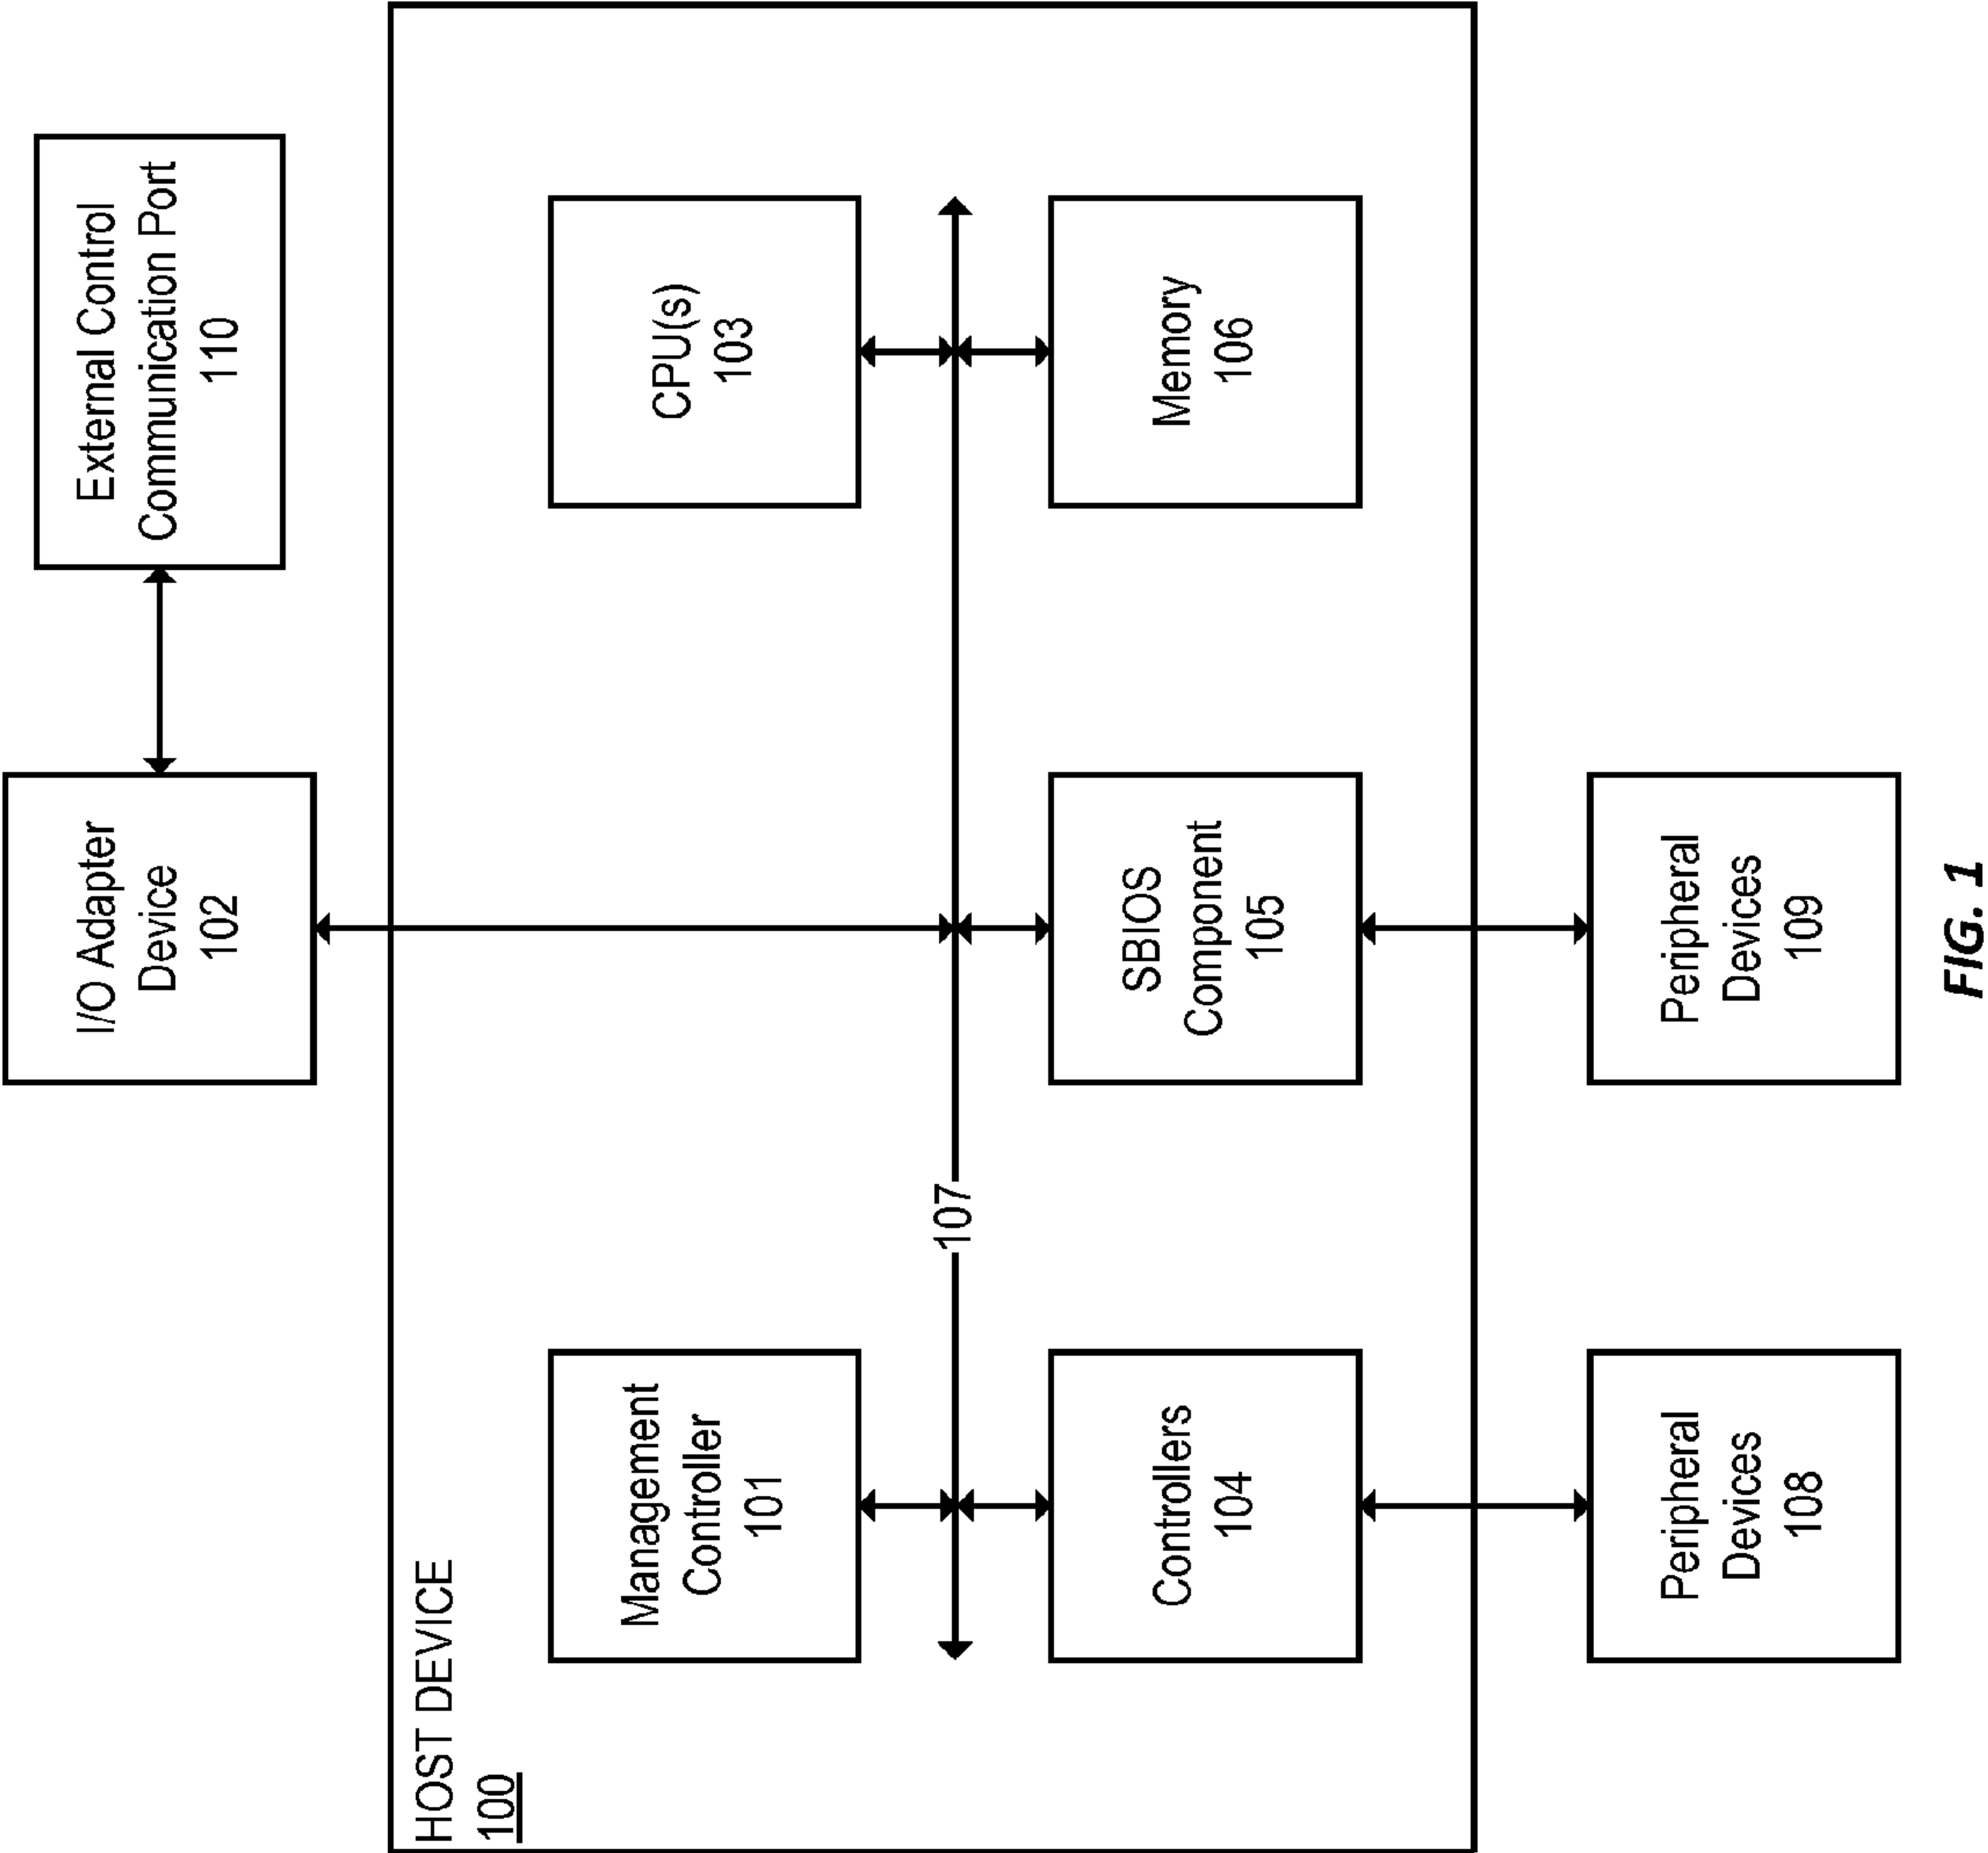 I/O Adapter
Device
102
External Control
Communication Port
110
HOST DEVICE
100
Management
Controller
101
CPU(s)
103
107
Controllers
104
SBIOS
Component
105
Memory
106
Peripheral
Devices
108
Peripheral
Devices
109
FIG. 1